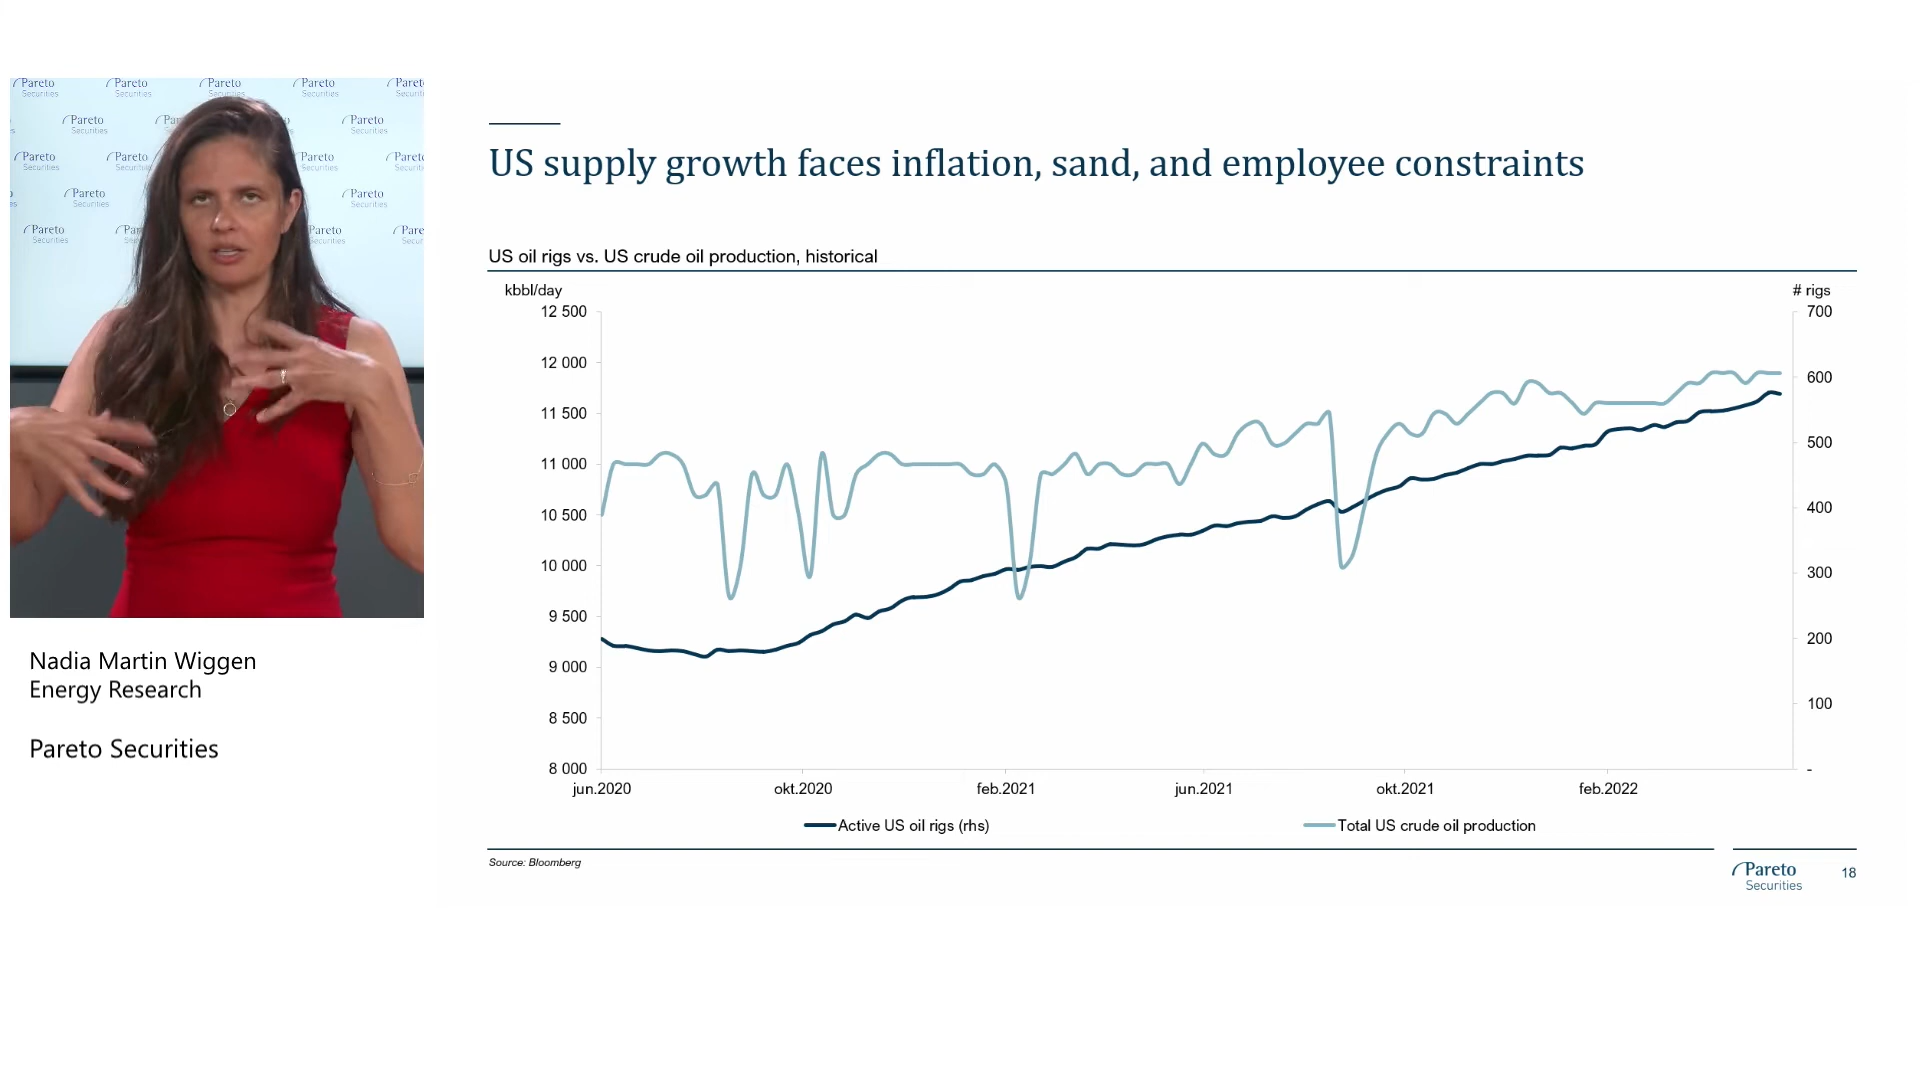 Pareto Securities
US supply growth faces inflation, sand, and employee constraints
US oil rigs vs. US crude oil production, historical
kbbl/day
# rigs
12 500
12 000
11 500
11 000
10 500
10 000
9 500
9 000
8 500
8 000
700
600
500
400
300
200
100
-
jun.2020 okt.2020 feb.2021 jun.2021 okt.2021 feb.2022
Active US oil rigs (rhs) Total US crude oil production
Source: Bloomberg
Pareto
Securities
18
Nadia Martin Wiggen
Energy Research
Pareto Securities